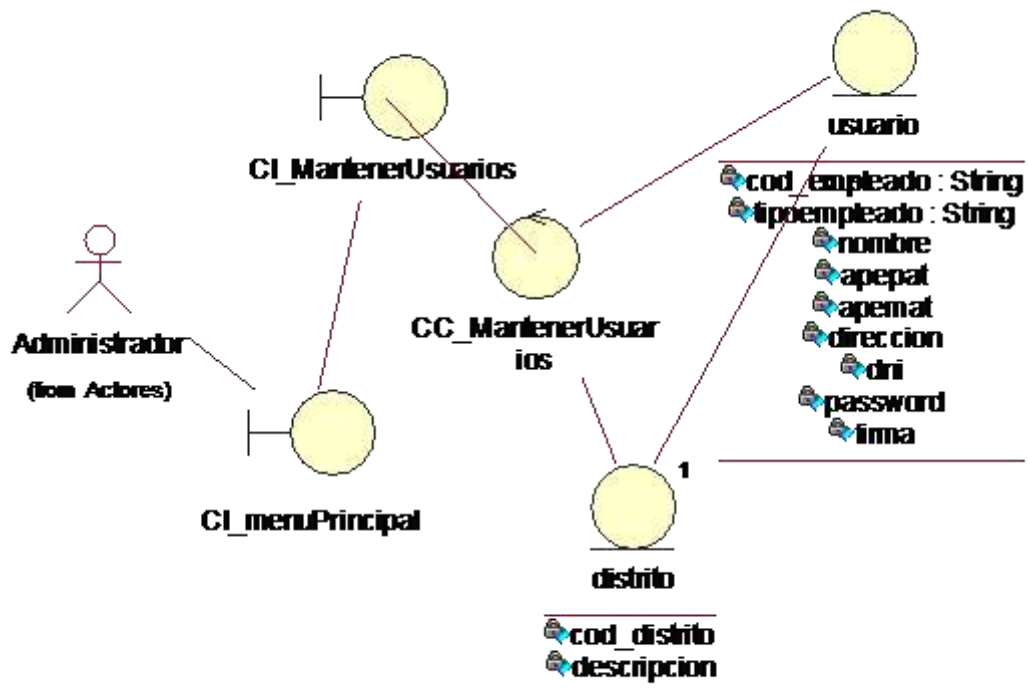 usuario
cod_empleado : String
tipoempleado : String
nombre
apepat
apemat
direccion
dni
password
firma
CI_MantenerUsuarios
CC_MantenerUsuar
ios
Administrador
(from Actores)
CI_menuPrincipal
1
distrito
cod_distrito
descripcion